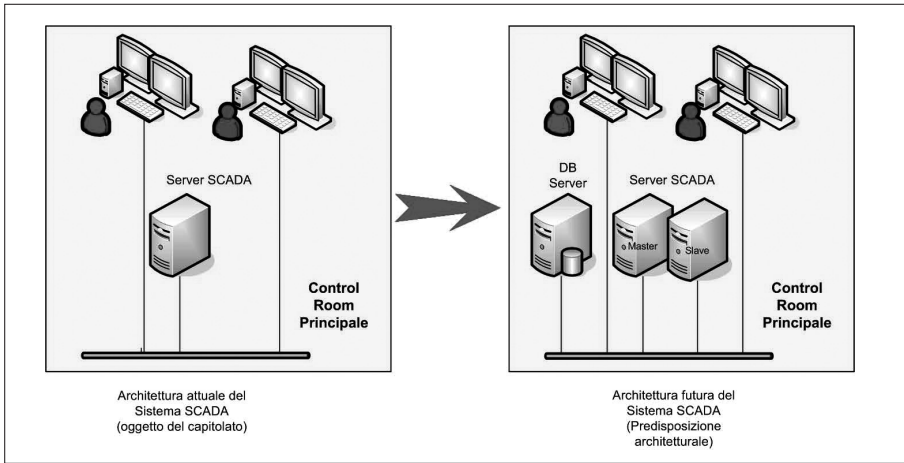 Server SCADA
Control
Room
Principale
Architettura attuale del
Sistema SCADA
(oggetto del capitolato)
DB
Server
Server SCADA
Master
Slave
Control
Room
Principale
Architettura futura del
Sistema SCADA
(Predisposizione
architetturale)